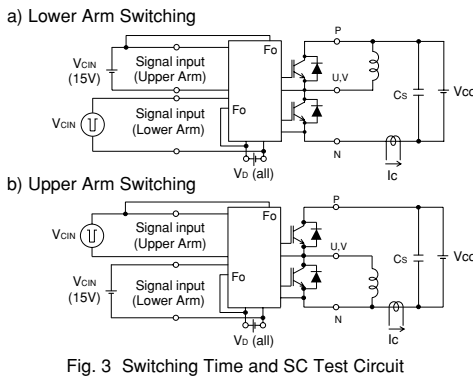 a) Lower Arm Switching
P
Fo
VCIN
(15V)
Signal input
(Upper Arm)
U,V
CS
Vcc
Signal input
(Lower Arm)
Fo
VCIN
N
Ic
VD (all)
b) Upper Arm Switching
P
Fo
VCIN
Signal input
(Upper Arm)
U,V
CS
Vcc
VCIN
(15V)
Signal input
(Lower Arm)
Fo
N
Ic
VD (all)
Fig. 3 Switching Time and SC Test Circuit